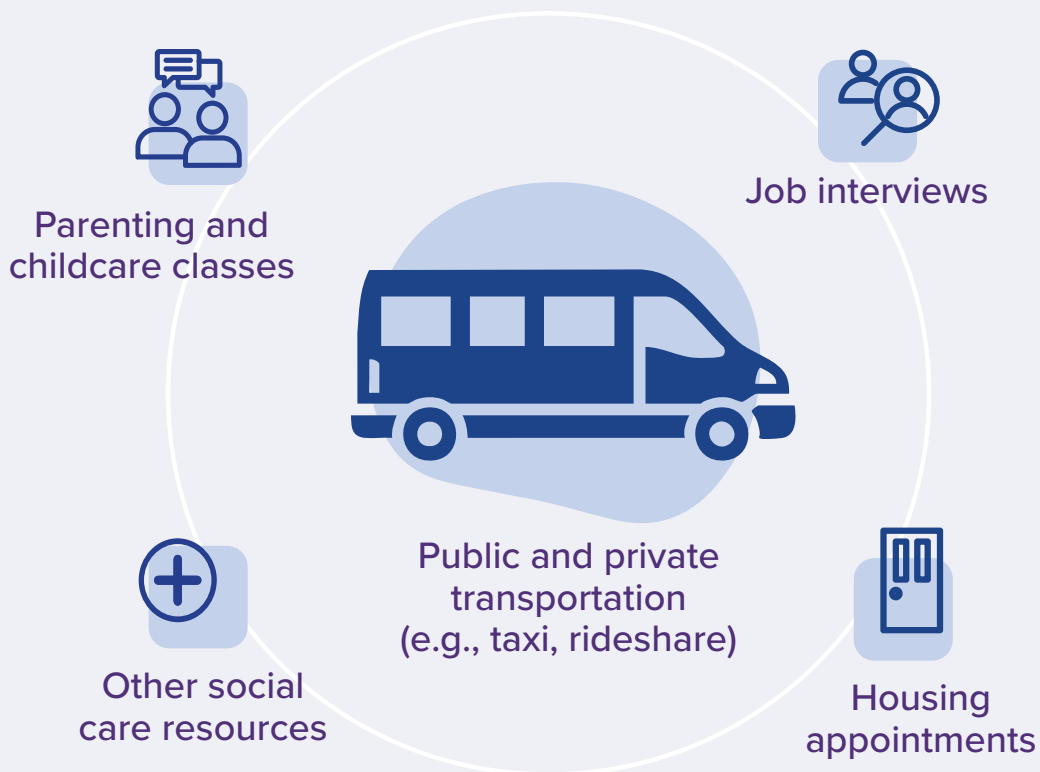 Parenting and
childcare classes
Job interviews
Public and private
transportation
(e.g., taxi, rideshare)
Other social
care resources
Housing
appointments